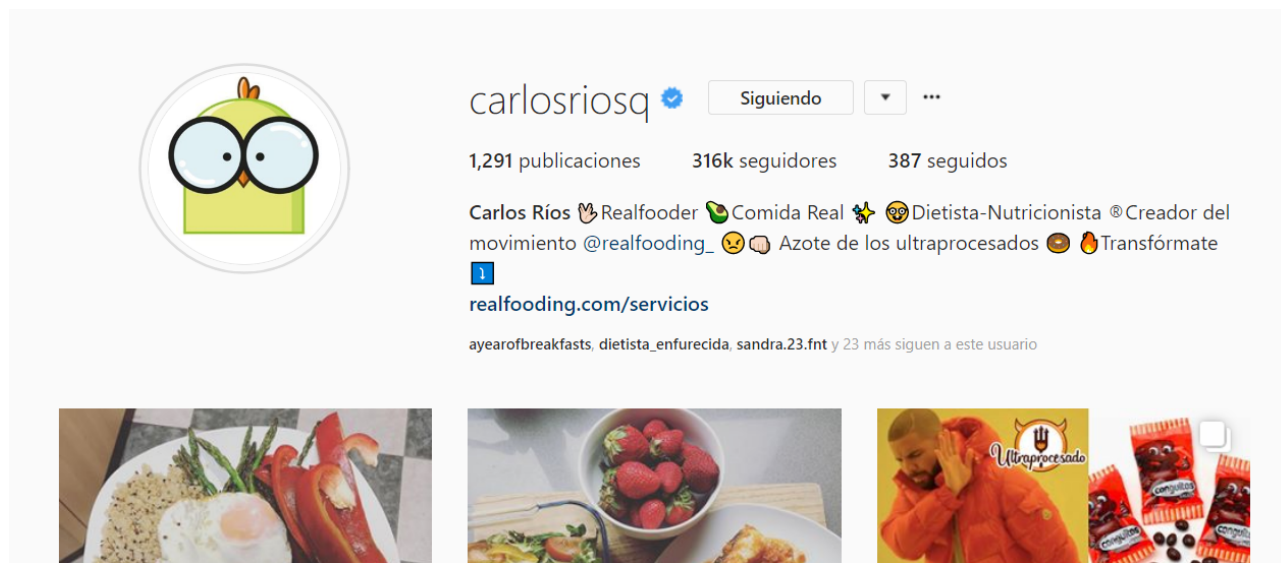 carlosriosq Siguiendo
1,291 publicaciones 316k seguidores 387 seguidos
Carlos Ríos 🖖🏻Realfooder 🥑Comida Real ✨ 🤓Dietista-Nutricionista ®Creador del
movimiento @realfooding_ 😠👊🏻 Azote de los ultraprocesados 🍩 🔥Transfórmate
⤵
realfooding.com/servicios
ayearofbreakfasts, dietista_enfurecida, sandra.23.fnt y 23 más siguen a este usuario
Ultraprocesado
conguitos
conguitos